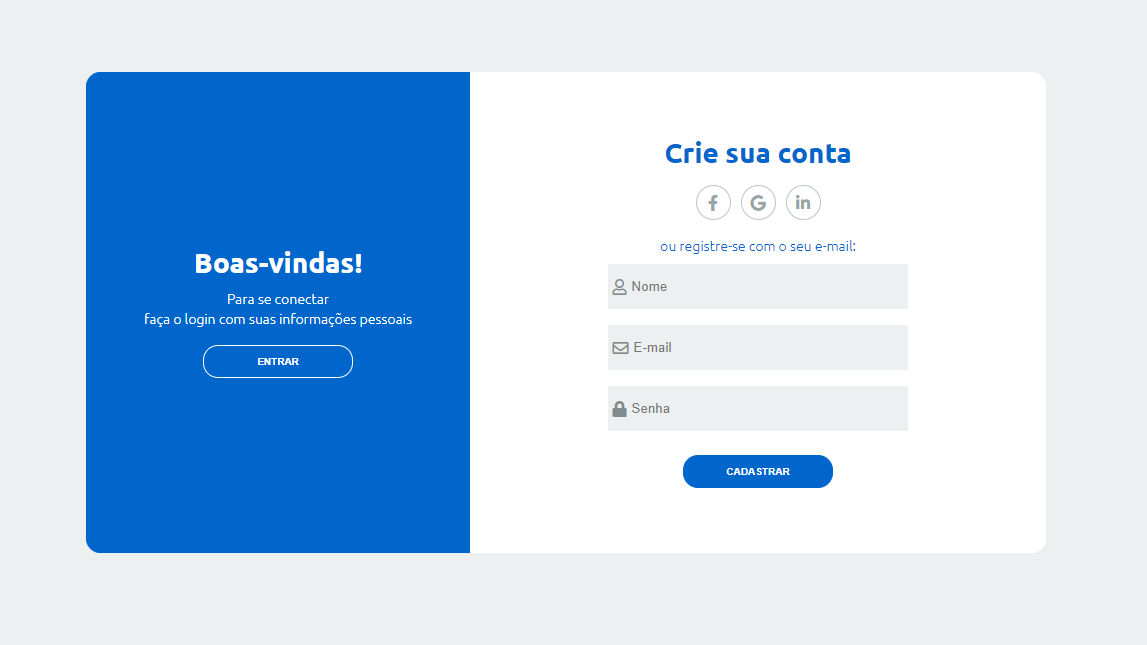 Boas-vindas!
Para se conectar
faça o login com suas informações pessoais
ENTRAR
Crie sua conta
ou registre-se com o seu e-mail:
Nome
E-mail
Senha
CADASTRAR